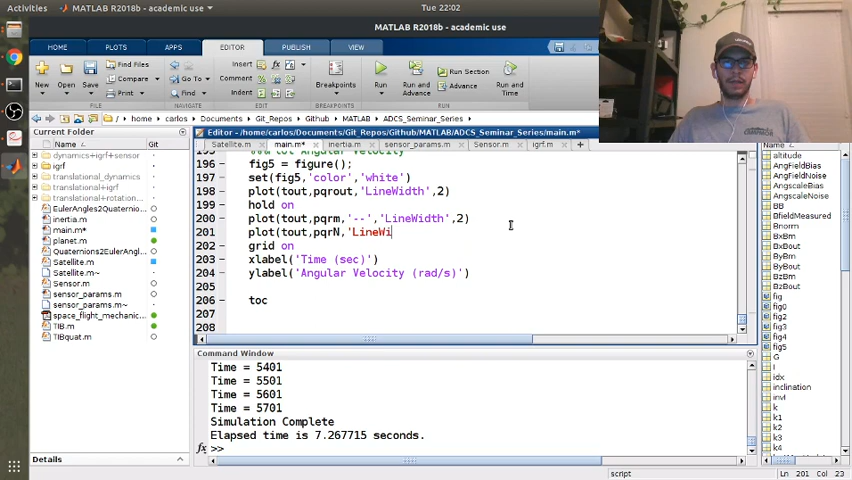 Activities
MATLAB R2018b - academic use
Tue 22:02
MATLAB R2018b - academic use
HOME
PLOTS
APPS
EDITOR
PUBLISH
VIEW
New
Open
Save
Find Files
Compare
Print
Go To
Find
NAVIGATE
Insert
Comment
Indent
EDIT
Breakpoints
BREAKPOINTS
Run
Run and Advance
Run Section
Advance
RUN
Run and Time
FILE
/ home carlos Documents Git_Repos Github MATLAB ADCS_Seminar_Series
Current Folder
Name
Git
dynamics+igrf+sensor
igrf
translational_dynamics
translational+igrf
translational+rotation...
EulerAngles2Quaternio...
inertia.m
main.m*
planet.m
Quaternions2EulerAngl...
Satellite.m
Satellite.m~
Sensor.m
sensor_params.m
sensor_params.m~
space_flight_mechanic...
TIB.m
TIBquat.m
Details
Editor - /home/carlos/Documents/Git_Repos/Github/MATLAB/ADCS_Seminar_Series/main.m*
Satellite.m
main.m*
inertia.m
sensor_params.m
Sensor.m
igrf.m
196 fig5 = figure();
197 set(fig5,'color','white')
198 plot(tout,pqrout,'LineWidth',2)
199 hold on
200 plot(tout,pqrm,'--','LineWidth',2)
201 plot(tout,pqrN,'LineWi
202 grid on
203 xlabel('Time (sec)')
204 ylabel('Angular Velocity (rad/s)')
205
206 toc
207
208
Command Window
Time = 5401
Time = 5501
Time = 5601
Time = 5701
Simulation Complete
Elapsed time is 7.267715 seconds.
fx >>
Name
altitude
AngFieldBias
AngFieldNoise
AngscaleBias
AngscaleNoise
BB
BfieldMeasured
Bnorm
BxBm
BxBout
ByBm
ByBout
BzBm
BzBout
fig
fig0
fig2
fig3
fig4
fig5
G
I
idx
inclination
invI
k
k1
k2
k3
k4
script
Ln 201 Col 23